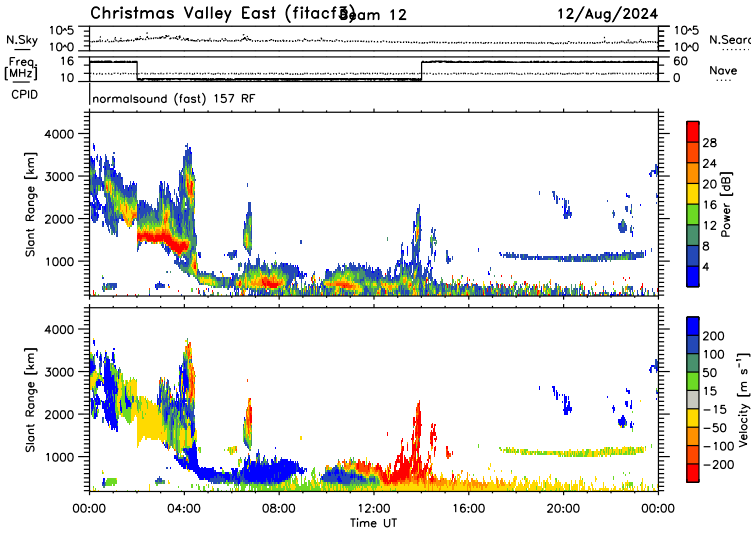 Christmas Valley East (fitacf3) Beam 12 12/Aug/2024
N.Sky 10^5 10^0 10^5 10^0 N.Searc
Freq. [MHz] 16 10 60 0 Nave
CPID normalsound (fast) 157 RF
Slant Range [km] 4000 3000 2000 1000
Power [dB] 28 24 20 16 12 8 4
Slant Range [km] 4000 3000 2000 1000
Velocity [m s⁻¹] 200 100 50 15 -15 -50 -100 -200
00:00 04:00 08:00 12:00 16:00 20:00 00:00
Time UT